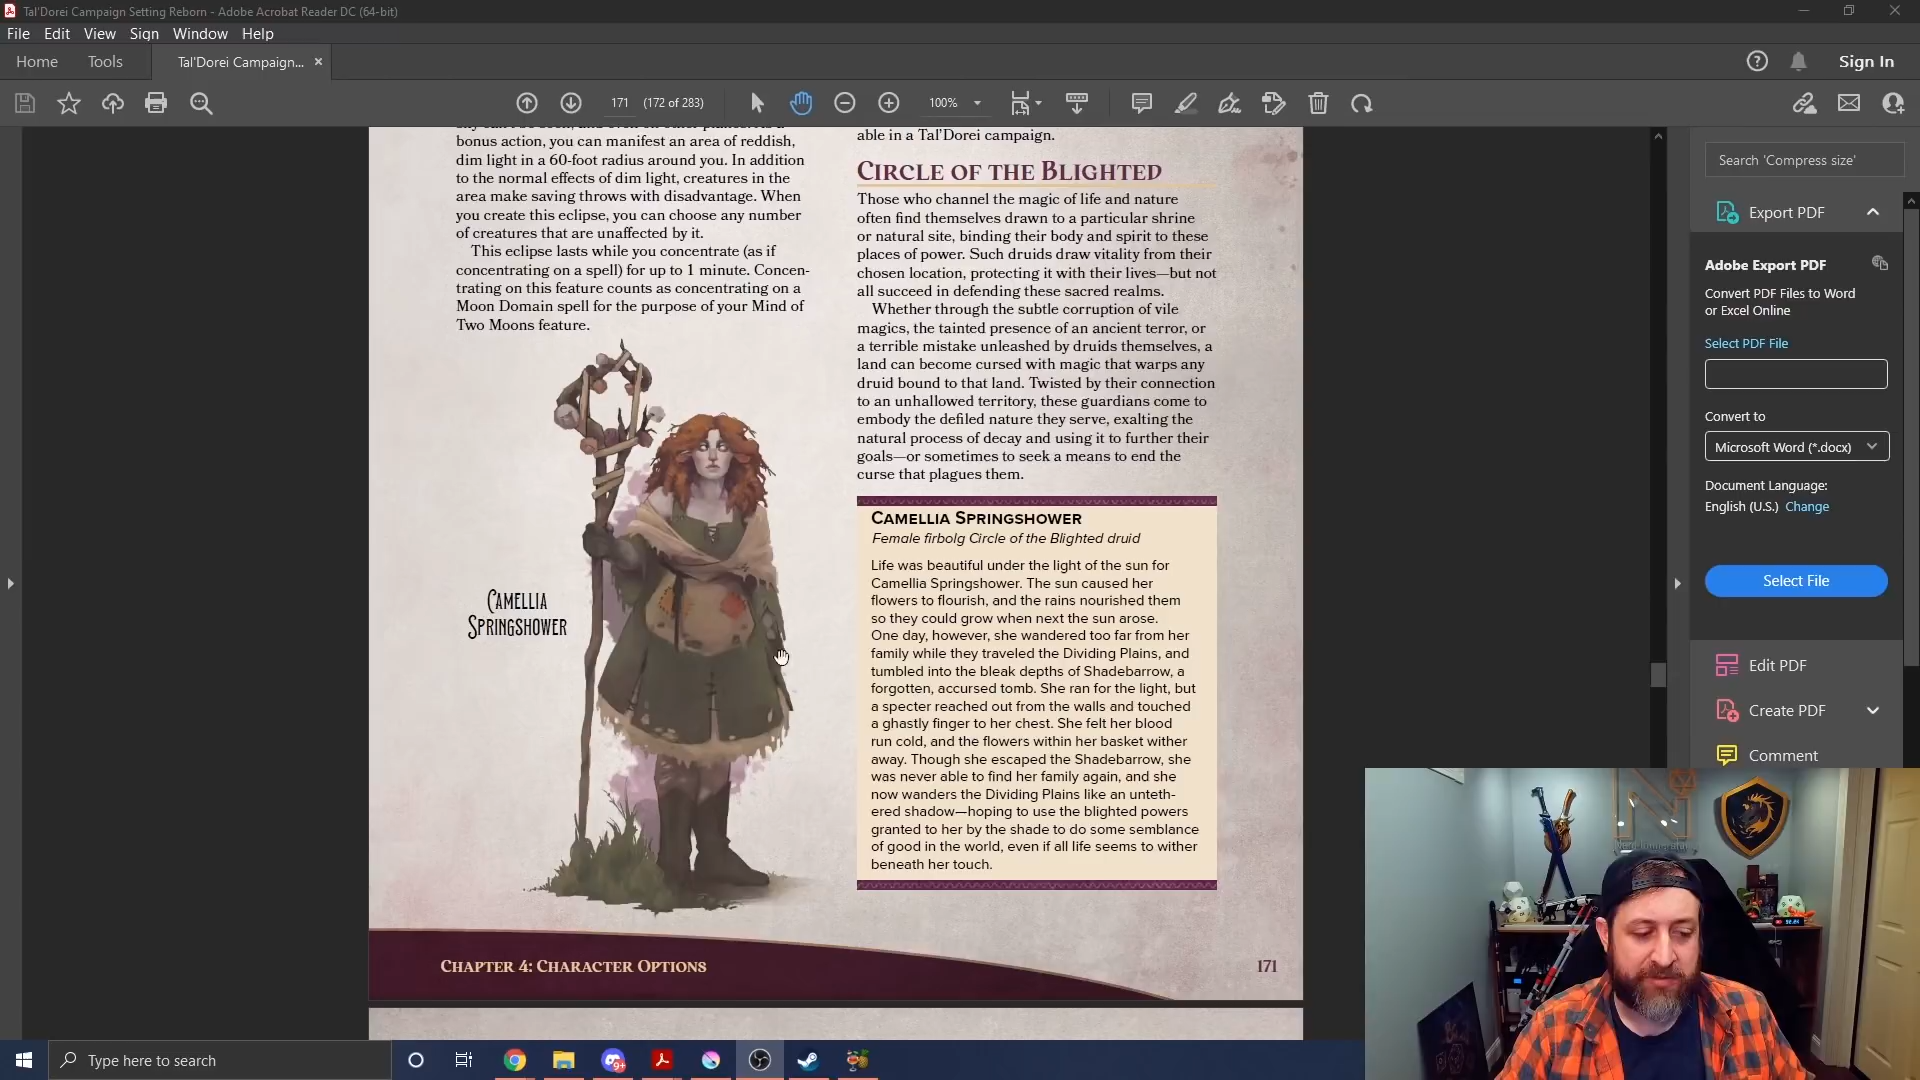 Tal'Dorei Campaign Setting Reborn - Adobe Acrobat Reader DC (64-bit)
File Edit View Sign Window Help
Home Tools Tal'Dorei Campaign... × Sign In
171 (172 of 283) 100%
bonus action, you can manifest an area of reddish,
dim light in a 60-foot radius around you. In addition
to the normal effects of dim light, creatures in the
area make saving throws with disadvantage. When
you create this eclipse, you can choose any number
of creatures that are unaffected by it.
This eclipse lasts while you concentrate (as if
concentrating on a spell) for up to 1 minute. Concen-
trating on this feature counts as concentrating on a
Moon Domain spell for the purpose of your Mind of
Two Moons feature.
Camellia
Springshower
able in a Tal'Dorei campaign.
Circle of the Blighted
Those who channel the magic of life and nature
often find themselves drawn to a particular shrine
or natural site, binding their body and spirit to these
places of power. Such druids draw vitality from their
chosen location, protecting it with their lives—but not
all succeed in defending these sacred realms.
Whether through the subtle corruption of vile
magics, the tainted presence of an ancient terror, or
a terrible mistake unleashed by druids themselves, a
land can become cursed with magic that warps any
druid bound to that land. Twisted by their connection
to an unhallowed territory, these guardians come to
embody the defiled nature they serve, exalting the
natural process of decay and using it to further their
goals—or sometimes to seek a means to end the
curse that plagues them.
Camellia Springshower
Female firbolg Circle of the Blighted druid
Life was beautiful under the light of the sun for
Camellia Springshower. The sun caused her
flowers to flourish, and the rains nourished them
so they could grow when next the sun arose.
One day, however, she wandered too far from her
family while they traveled the Dividing Plains, and
tumbled into the bleak depths of Shadebarrow, a
forgotten, accursed tomb. She ran for the light, but
a specter reached out from the walls and touched
a ghastly finger to her chest. She felt her blood
run cold, and the flowers within her basket wither
away. Though she escaped the Shadebarrow, she
was never able to find her family again, and she
now wanders the Dividing Plains like an unteth-
ered shadow—hoping to use the blighted powers
granted to her by the shade to do some semblance
of good in the world, even if all life seems to wither
beneath her touch.
Chapter 4: Character Options
171
Search 'Compress size'
Export PDF
Adobe Export PDF
Convert PDF Files to Word
or Excel Online
Select PDF File
Convert to
Microsoft Word (*.docx)
Document Language:
English (U.S.) Change
Select File
Edit PDF
Create PDF
Comment
Type here to search
9+